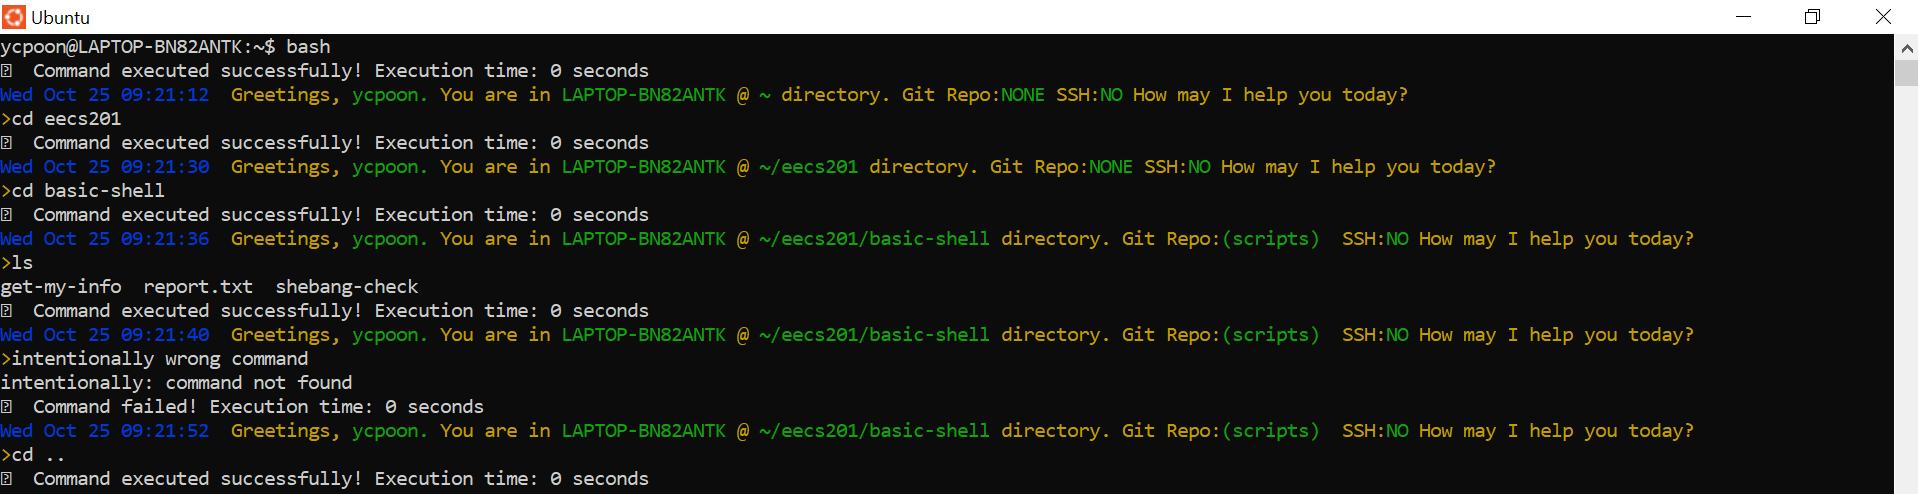 Ubuntu
ycpoon@LAPTOP-BN82ANTK:~$ bash
Command executed successfully! Execution time: 0 seconds
Wed Oct 25 09:21:12  Greetings, ycpoon. You are in LAPTOP-BN82ANTK @ ~ directory. Git Repo:NONE SSH:NO How may I help you today?
>cd eecs201
Command executed successfully! Execution time: 0 seconds
Wed Oct 25 09:21:30  Greetings, ycpoon. You are in LAPTOP-BN82ANTK @ ~/eecs201 directory. Git Repo:NONE SSH:NO How may I help you today?
>cd basic-shell
Command executed successfully! Execution time: 0 seconds
Wed Oct 25 09:21:36  Greetings, ycpoon. You are in LAPTOP-BN82ANTK @ ~/eecs201/basic-shell directory. Git Repo:(scripts)  SSH:NO How may I help you today?
>ls
get-my-info  report.txt  shebang-check
Command executed successfully! Execution time: 0 seconds
Wed Oct 25 09:21:40  Greetings, ycpoon. You are in LAPTOP-BN82ANTK @ ~/eecs201/basic-shell directory. Git Repo:(scripts)  SSH:NO How may I help you today?
>intentionally wrong command
intentionally: command not found
Command failed! Execution time: 0 seconds
Wed Oct 25 09:21:52  Greetings, ycpoon. You are in LAPTOP-BN82ANTK @ ~/eecs201/basic-shell directory. Git Repo:(scripts)  SSH:NO How may I help you today?
>cd ..
Command executed successfully! Execution time: 0 seconds